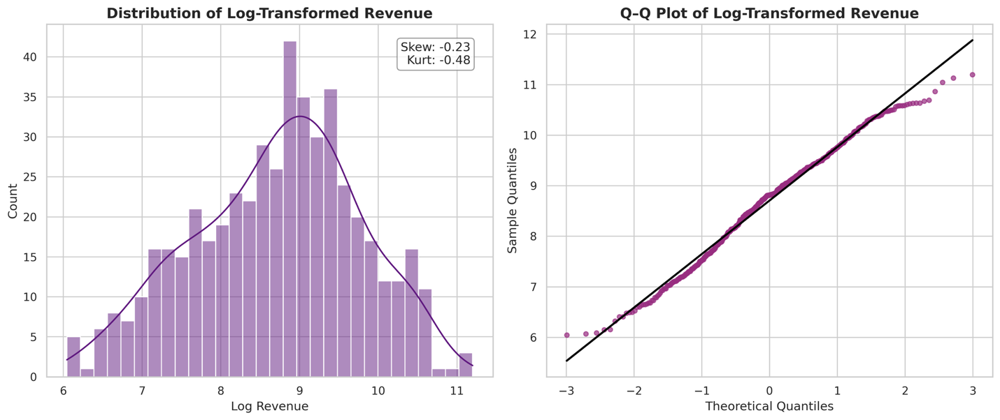 Distribution of Log-Transformed Revenue
Skew: -0.23
Kurt: -0.48
40
35
30
25
20
15
10
5
0
Count
6 7 8 9 10 11
Log Revenue
Q–Q Plot of Log-Transformed Revenue
12
11
10
9
8
7
6
Sample Quantiles
−3 −2 −1 0 1 2 3
Theoretical Quantiles